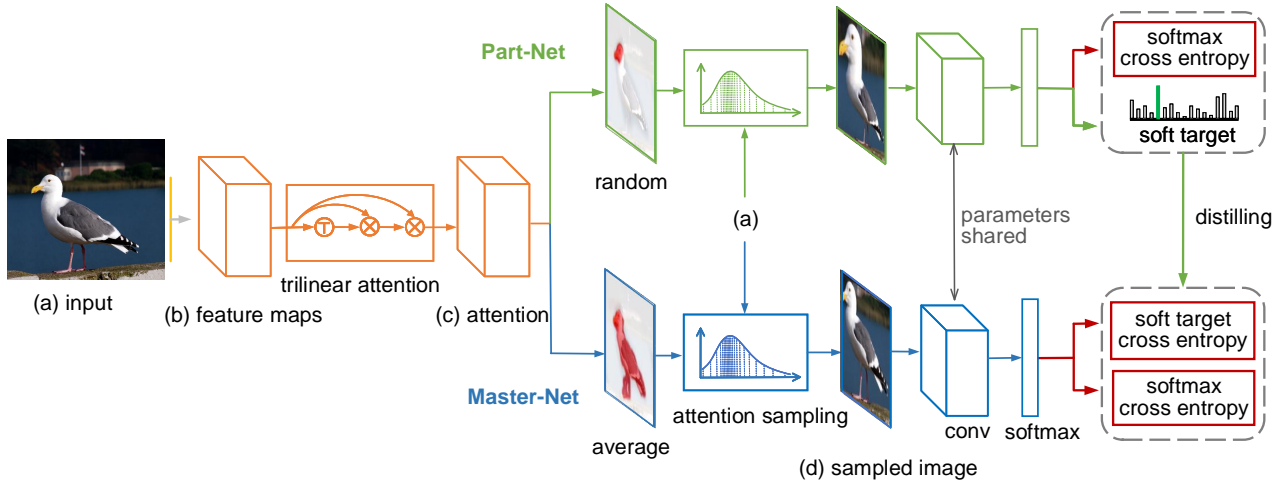 Part-Net
softmax
cross entropy
soft target
random
(a)
parameters
shared
distilling
T
trilinear attention
(a) input
(b) feature maps
(c) attention
soft target
cross entropy
softmax
cross entropy
Master-Net
attention sampling
average
conv
softmax
(d) sampled image